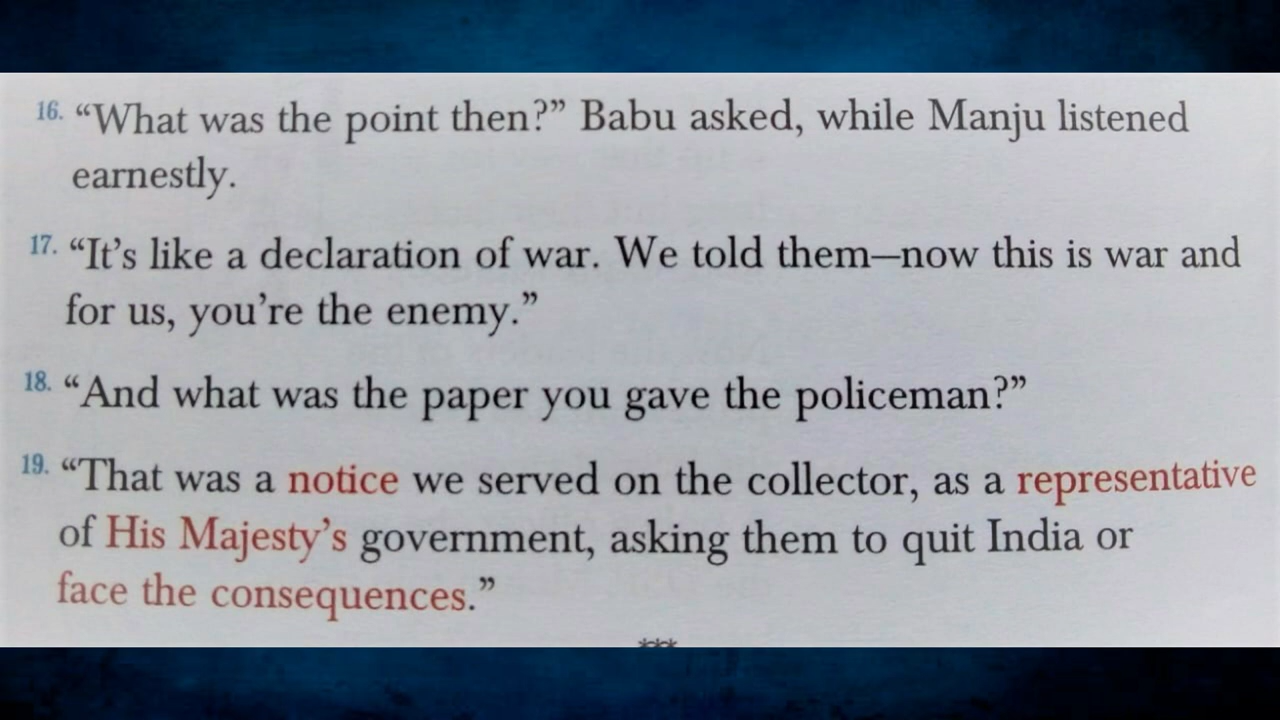 16. “What was the point then?” Babu asked, while Manju listened
earnestly.
17. “It’s like a declaration of war. We told them—now this is war and
for us, you’re the enemy.”
18. “And what was the paper you gave the policeman?”
19. “That was a notice we served on the collector, as a representative
of His Majesty’s government, asking them to quit India or
face the consequences.”
***